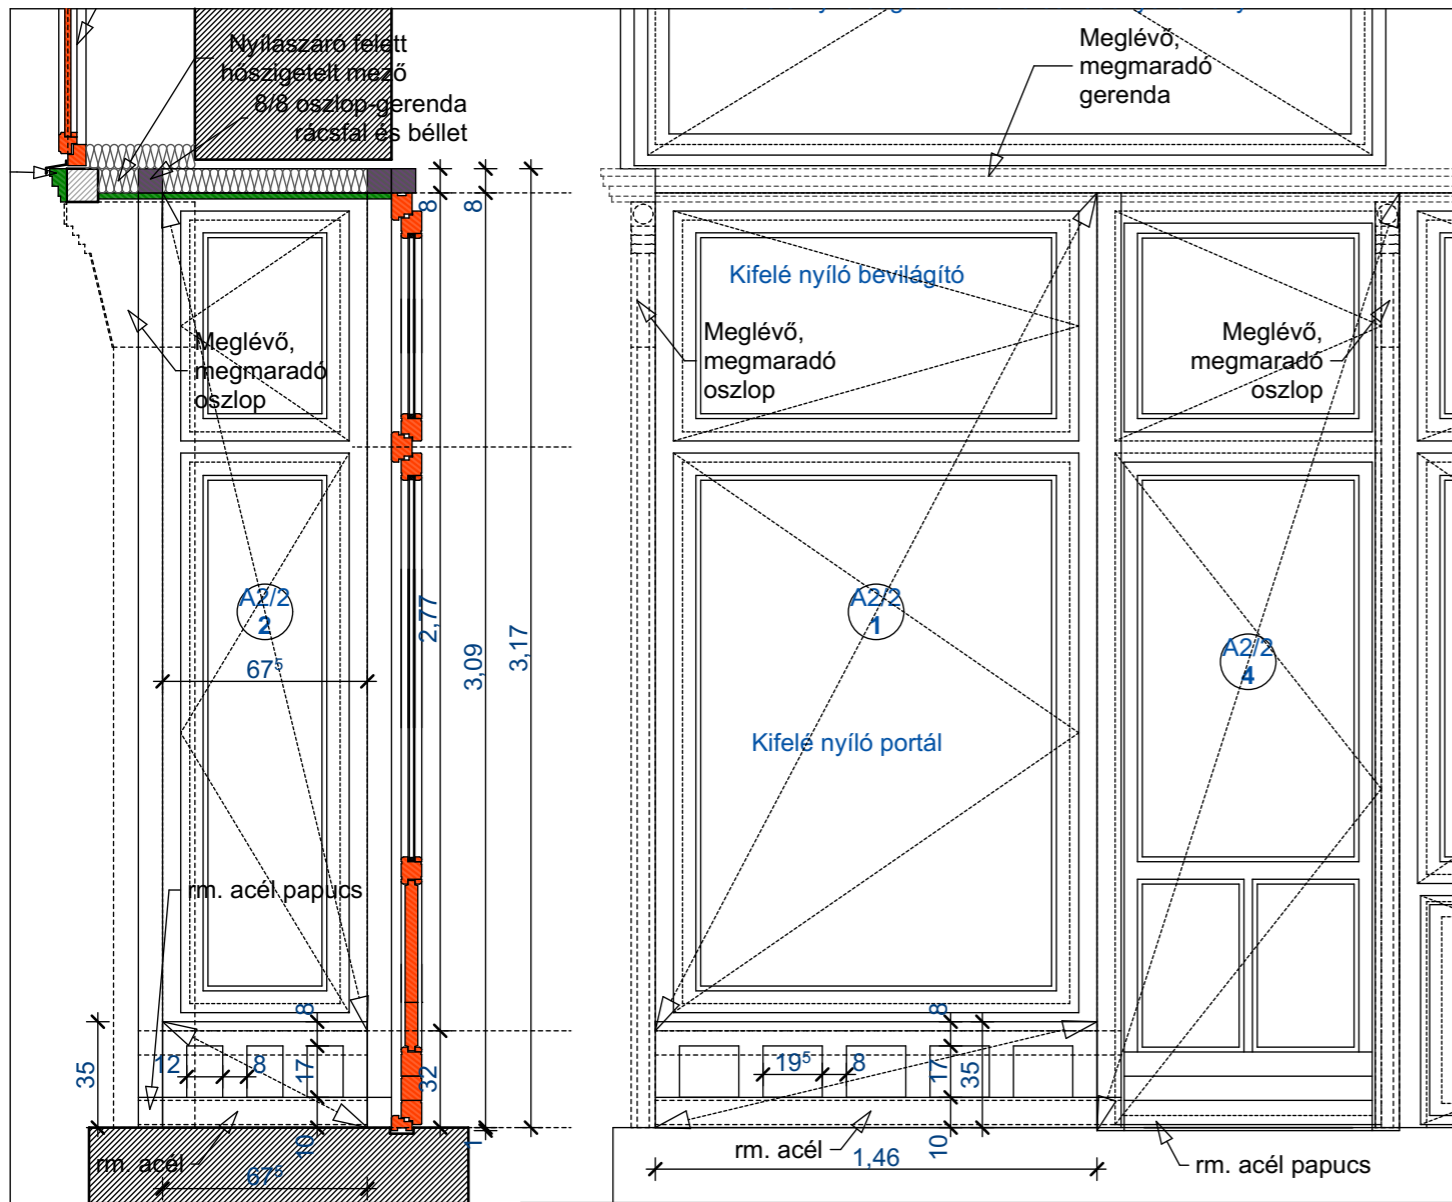 Nyílászáró felett
hőszigetelt mező
8/8 oszlop-gerenda
rácsfal és béllet
Meglévő,
megmaradó
gerenda
8
8
Kifelé nyíló bevilágító
Meglévő,
megmaradó
oszlop
Meglévő,
megmaradó
oszlop
Meglévő,
megmaradó
oszlop
A2/2
2
67⁵
2,77
3,09
3,17
A2/2
1
A2/2
4
Kifelé nyíló portál
rm. acél papucs
35
12
8
8
17
10
32
1
19⁵
8
8
17
35
10
rm. acél
67⁵
rm. acél
1,46
rm. acél papucs